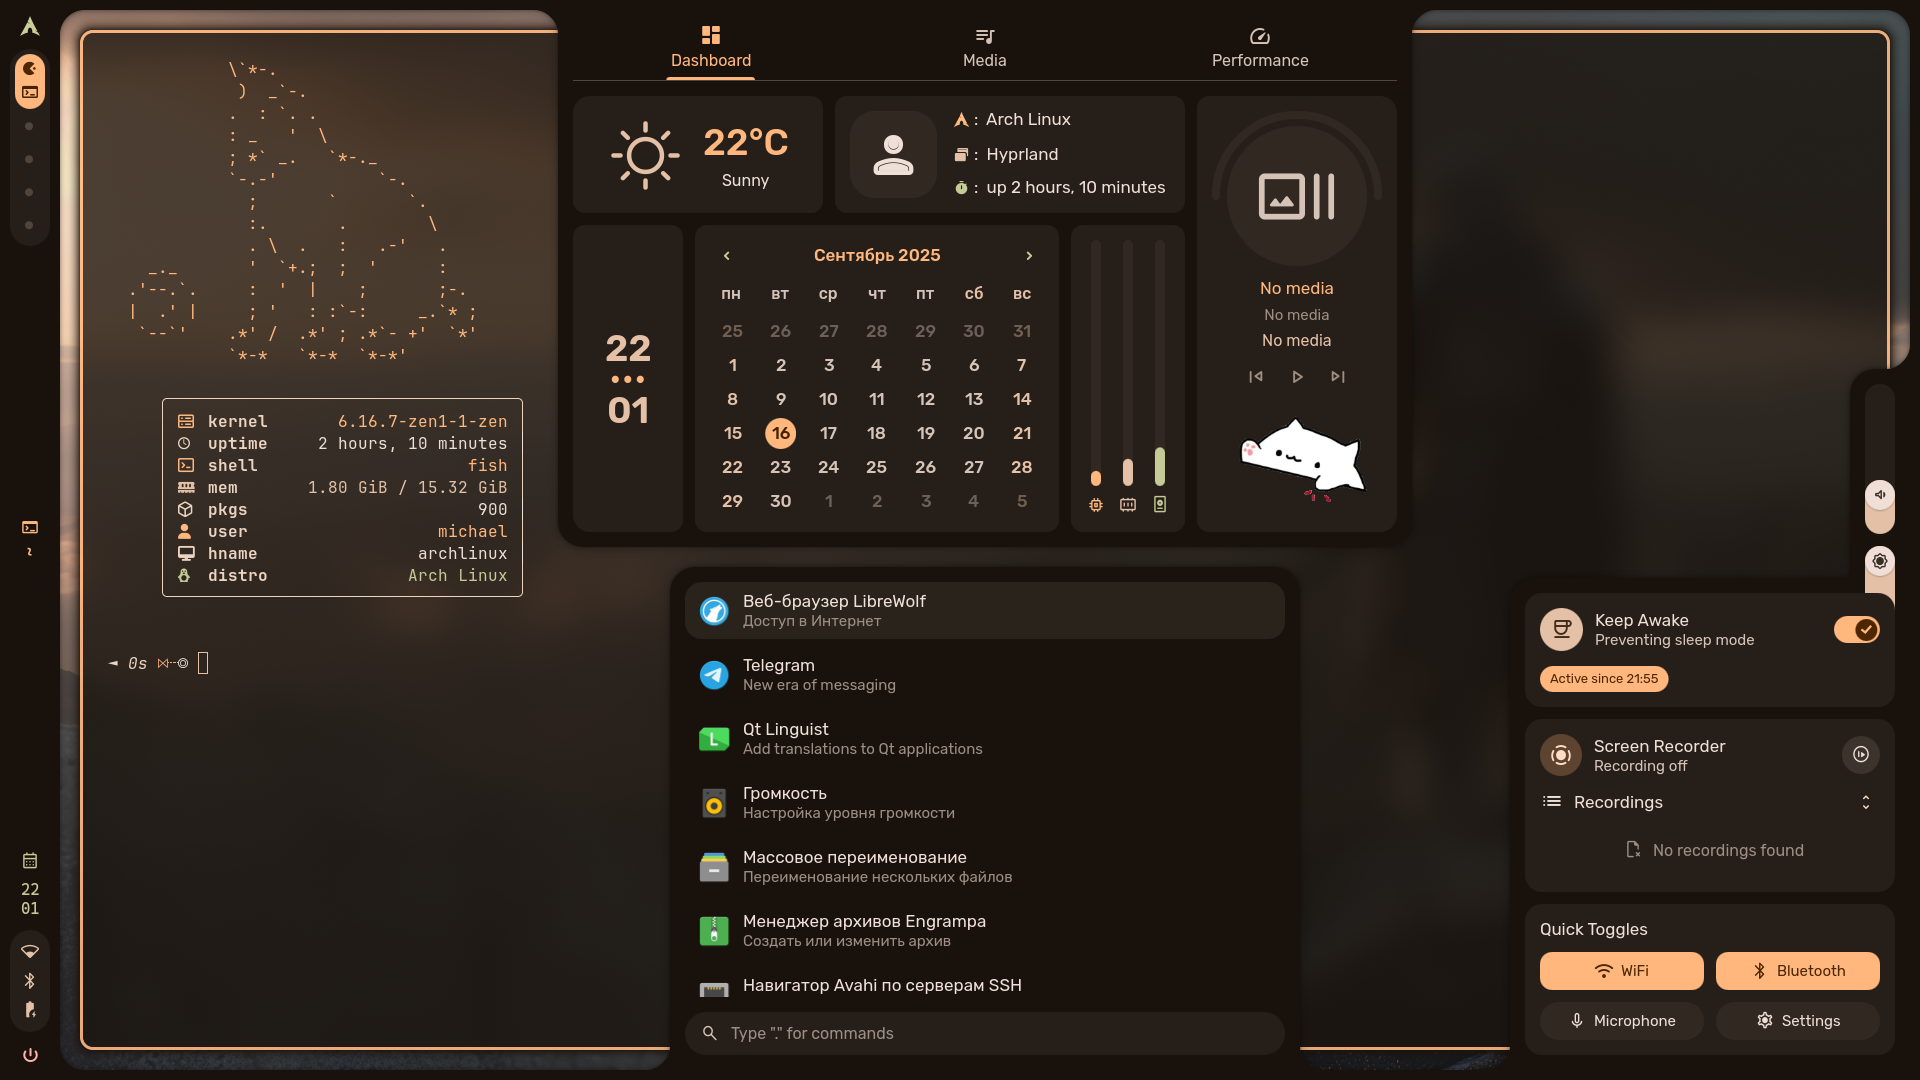 Dashboard
Media
Performance
22°C
Sunny
: Arch Linux
: Hyprland
: up 2 hours, 10 minutes
22
01
Сентябрь 2025
пн вт ср чт пт сб вс
25 26 27 28 29 30 31
1 2 3 4 5 6 7
8 9 10 11 12 13 14
15 16 17 18 19 20 21
22 23 24 25 26 27 28
29 30 1 2 3 4 5
No media
No media
No media
kernel 6.16.7-zen1-1-zen
uptime 2 hours, 10 minutes
shell fish
mem 1.80 GiB / 15.32 GiB
pkgs 900
user michael
hname archlinux
distro Arch Linux
0s
~
22
01
Веб-браузер LibreWolf
Доступ в Интернет
Telegram
New era of messaging
Qt Linguist
Add translations to Qt applications
Громкость
Настройка уровня громкости
Массовое переименование
Переименование нескольких файлов
Менеджер архивов Engrampa
Создать или изменить архив
Навигатор Avahi по серверам SSH
Type "." for commands
Keep Awake
Preventing sleep mode
Active since 21:55
Screen Recorder
Recording off
Recordings
No recordings found
Quick Toggles
WiFi
Bluetooth
Microphone
Settings